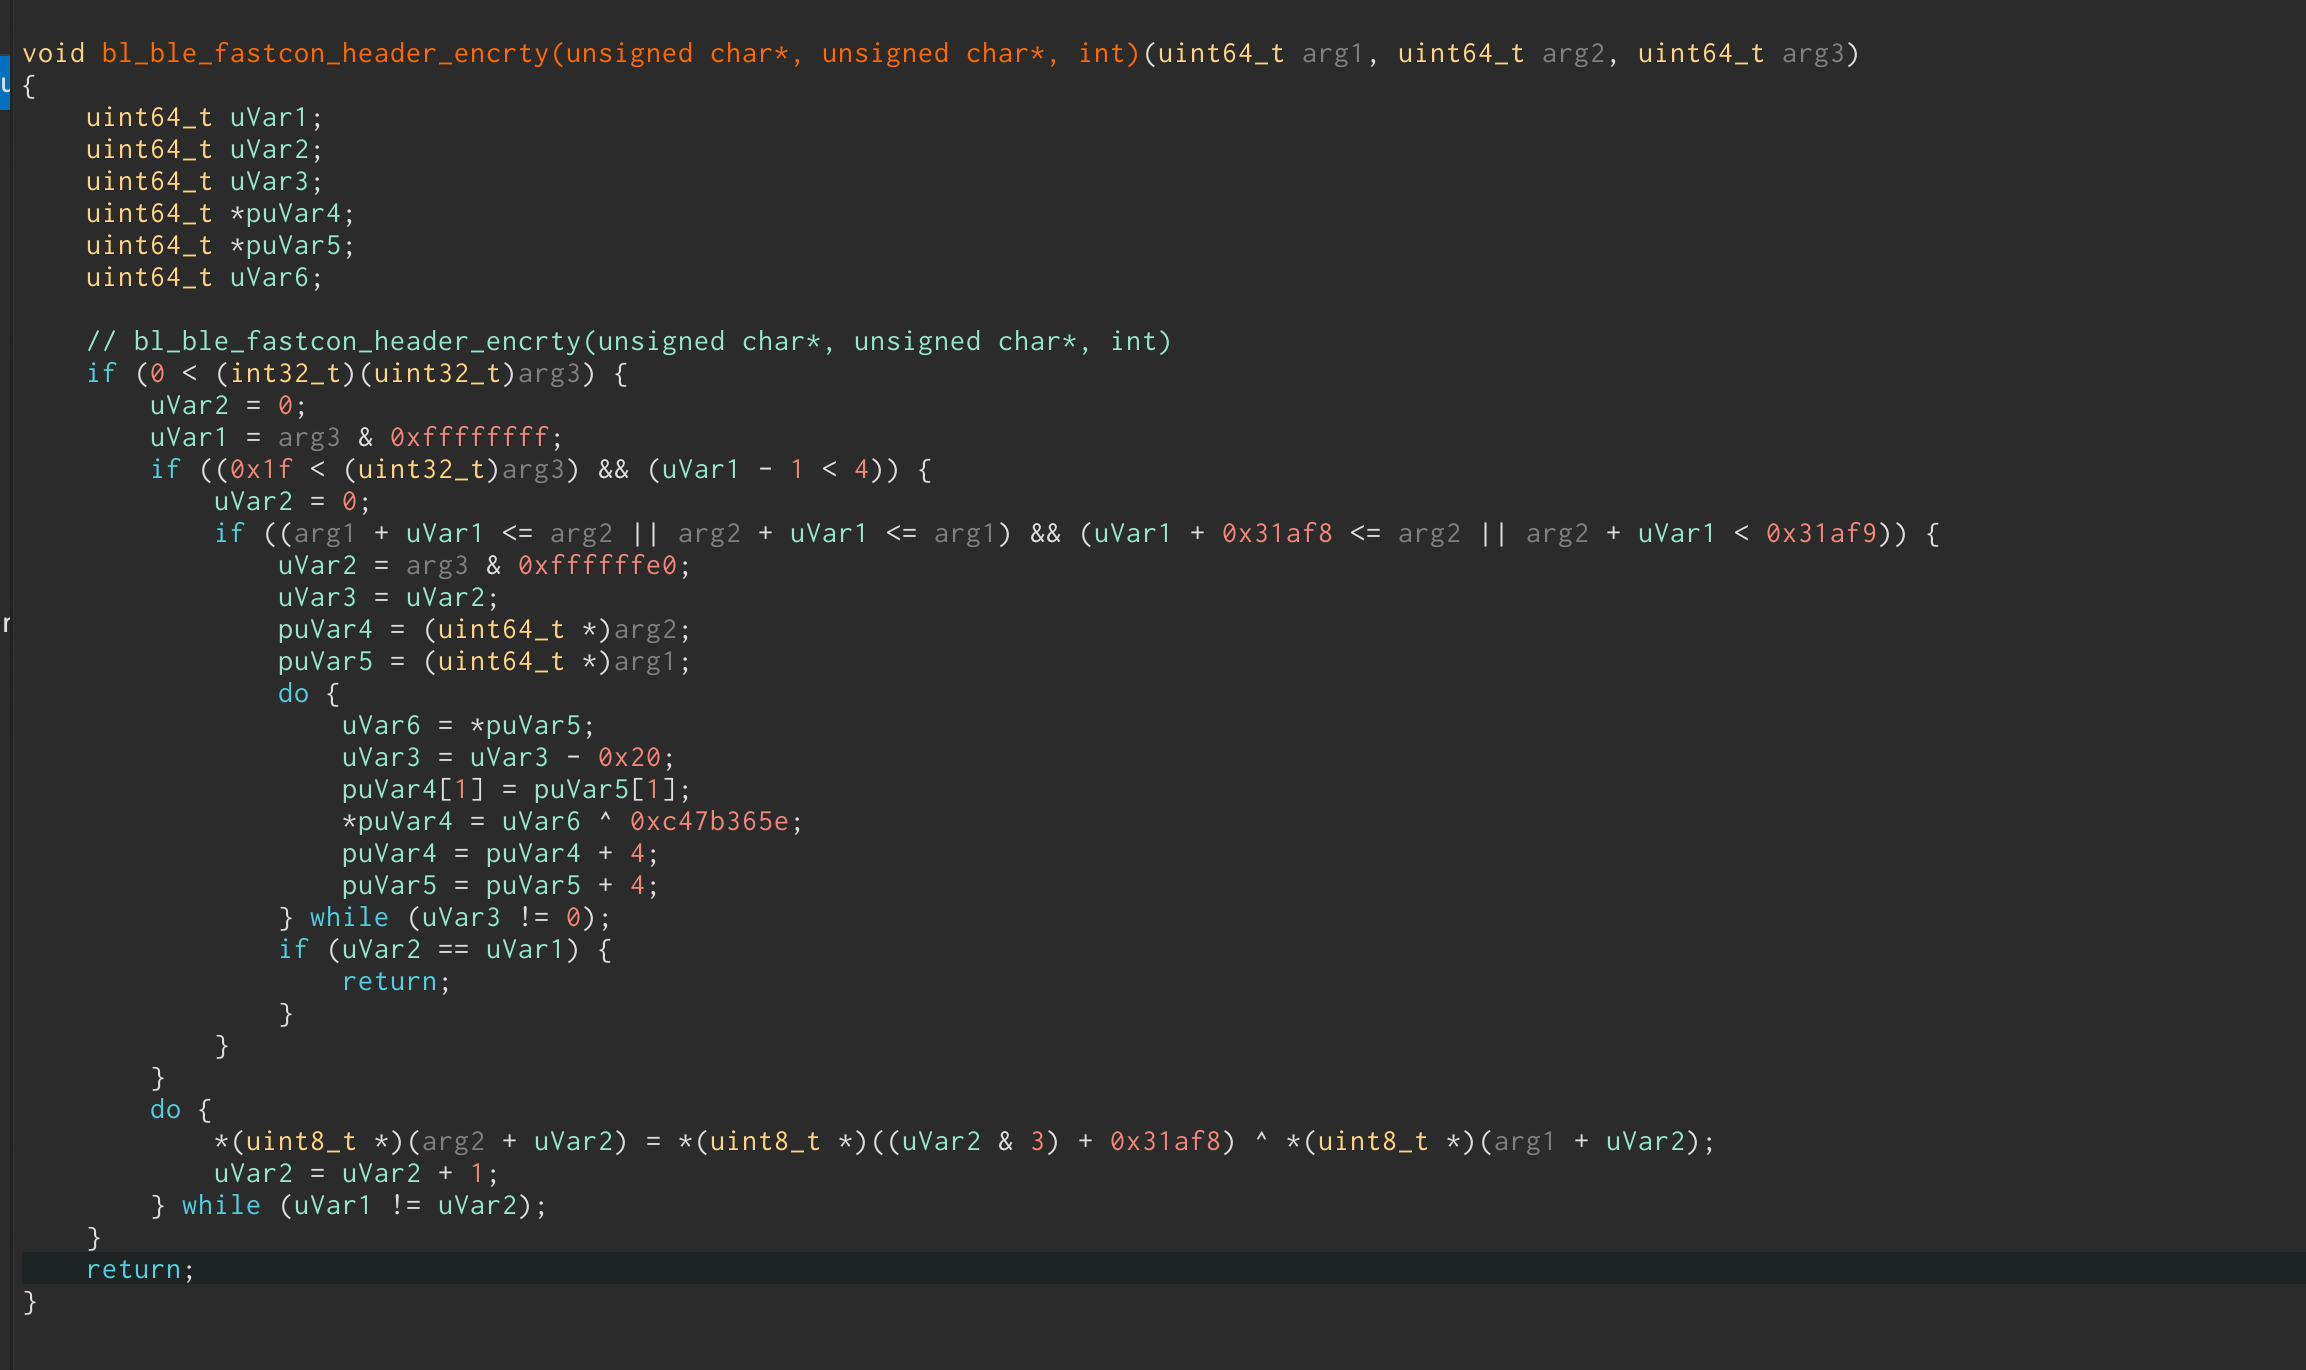 void bl_ble_fastcon_header_encrty(unsigned char*, unsigned char*, int)(uint64_t arg1, uint64_t arg2, uint64_t arg3)
{
    uint64_t uVar1;
    uint64_t uVar2;
    uint64_t uVar3;
    uint64_t *puVar4;
    uint64_t *puVar5;
    uint64_t uVar6;

    // bl_ble_fastcon_header_encrty(unsigned char*, unsigned char*, int)
    if (0 < (int32_t)(uint32_t)arg3) {
        uVar2 = 0;
        uVar1 = arg3 & 0xffffffff;
        if ((0x1f < (uint32_t)arg3) && (uVar1 - 1 < 4)) {
            uVar2 = 0;
            if ((arg1 + uVar1 <= arg2 || arg2 + uVar1 <= arg1) && (uVar1 + 0x31af8 <= arg2 || arg2 + uVar1 < 0x31af9)) {
                uVar2 = arg3 & 0xffffffe0;
                uVar3 = uVar2;
                puVar4 = (uint64_t *)arg2;
                puVar5 = (uint64_t *)arg1;
                do {
                    uVar6 = *puVar5;
                    uVar3 = uVar3 - 0x20;
                    puVar4[1] = puVar5[1];
                    *puVar4 = uVar6 ^ 0xc47b365e;
                    puVar4 = puVar4 + 4;
                    puVar5 = puVar5 + 4;
                } while (uVar3 != 0);
                if (uVar2 == uVar1) {
                    return;
                }
            }
        }
        do {
            *(uint8_t *)(arg2 + uVar2) = *(uint8_t *)((uVar2 & 3) + 0x31af8) ^ *(uint8_t *)(arg1 + uVar2);
            uVar2 = uVar2 + 1;
        } while (uVar1 != uVar2);
    }
    return;
}